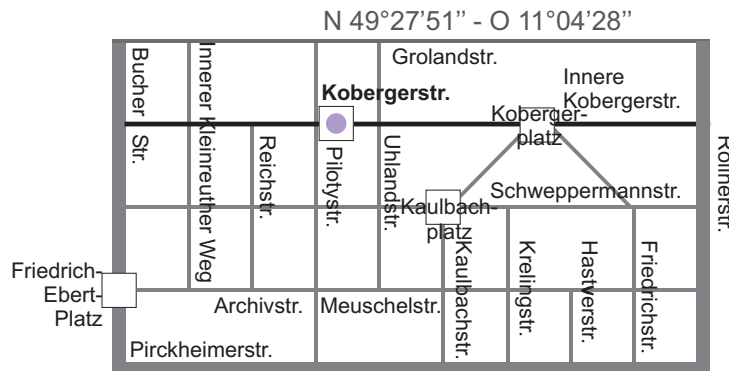 N 49°27’51” - O 11°04’28”
Grolandstr.
Bucher
Str.
Innerer Kleinreuther Weg
Innere
Kobergerstr.
Kobergerstr.
Koberger-
platz
Reichstr.
Pilotystr.
Uhlandstr.
Rollnerstr.
Schweppermannstr.
Kaulbach-
platz
Kaulbachstr.
Krelingstr.
Hastverstr.
Friedrichstr.
Friedrich-
Ebert-
Platz
Archivstr.
Meuschelstr.
Pirckheimerstr.